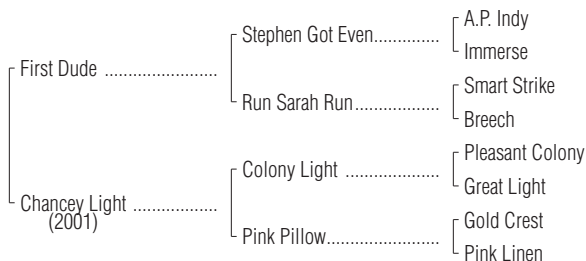 A.P. Indy
Stephen Got Even...............
Immerse
First Dude .......................
Smart Strike
Run Sarah Run .................
Breech
Pleasant Colony
Colony Light ...................
Great Light
Chancey Light .................
(2001)
Gold Crest
Pink Pillow.......................
Pink Linen